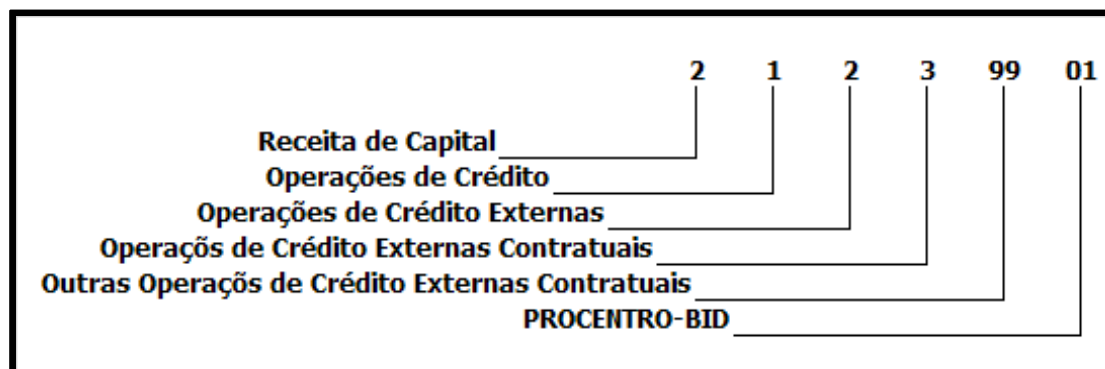 2 1 2 3 99 01
Receita de Capital
Operações de Crédito
Operações de Crédito Externas
Operaçõs de Crédito Externas Contratuais
Outras Operaçõs de Crédito Externas Contratuais
PROCENTRO-BID